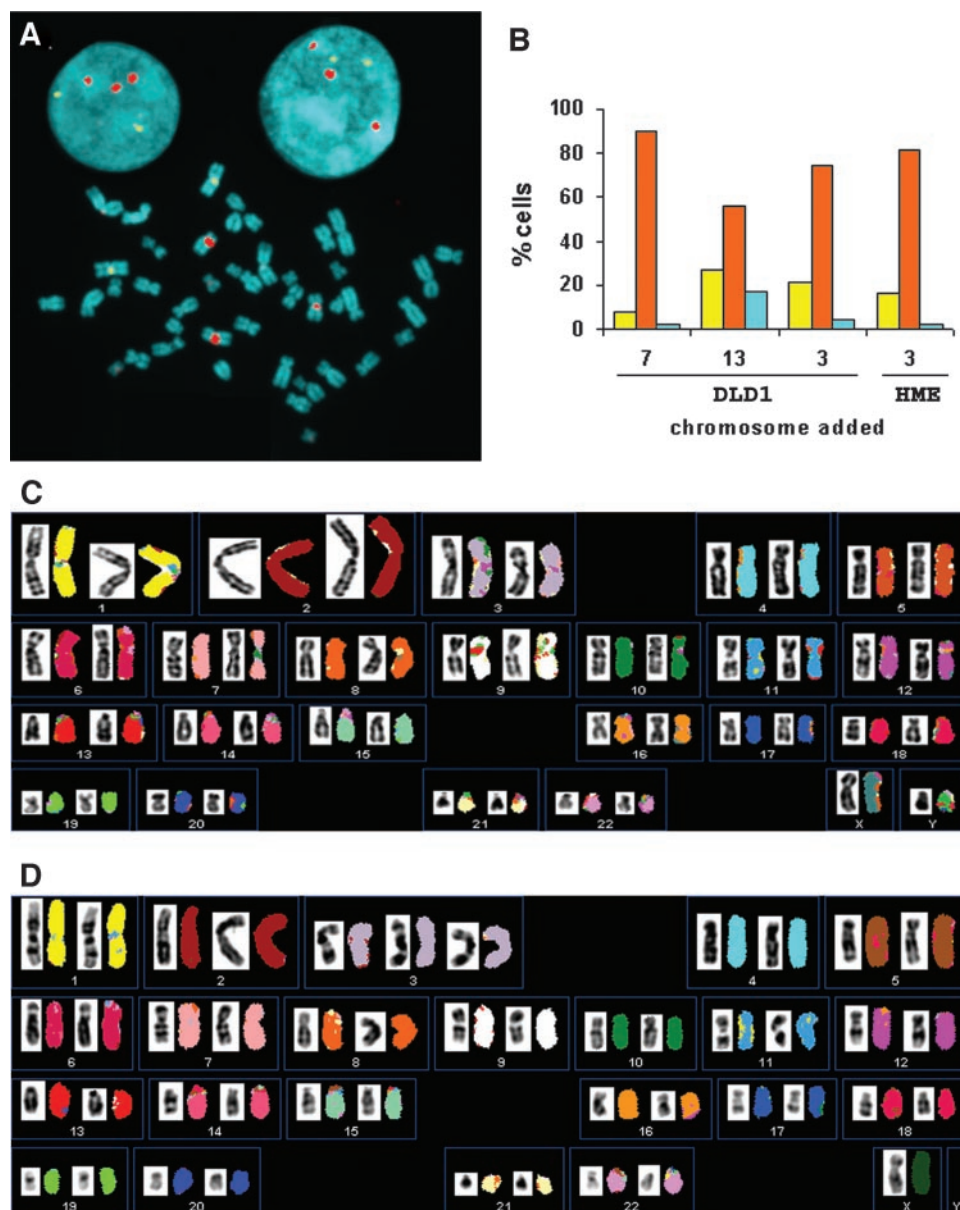 A
B
100
80
60
40
20
0
% cells
7 13 3 3
DLD1 HME
chromosome added
C
1 2 3 4 5
6 7 8 9 10 11 12
13 14 15 16 17 18
19 20 21 22 X Y
D
1 2 3 4 5
6 7 8 9 10 11 12
13 14 15 16 17 18
19 20 21 22 X Y